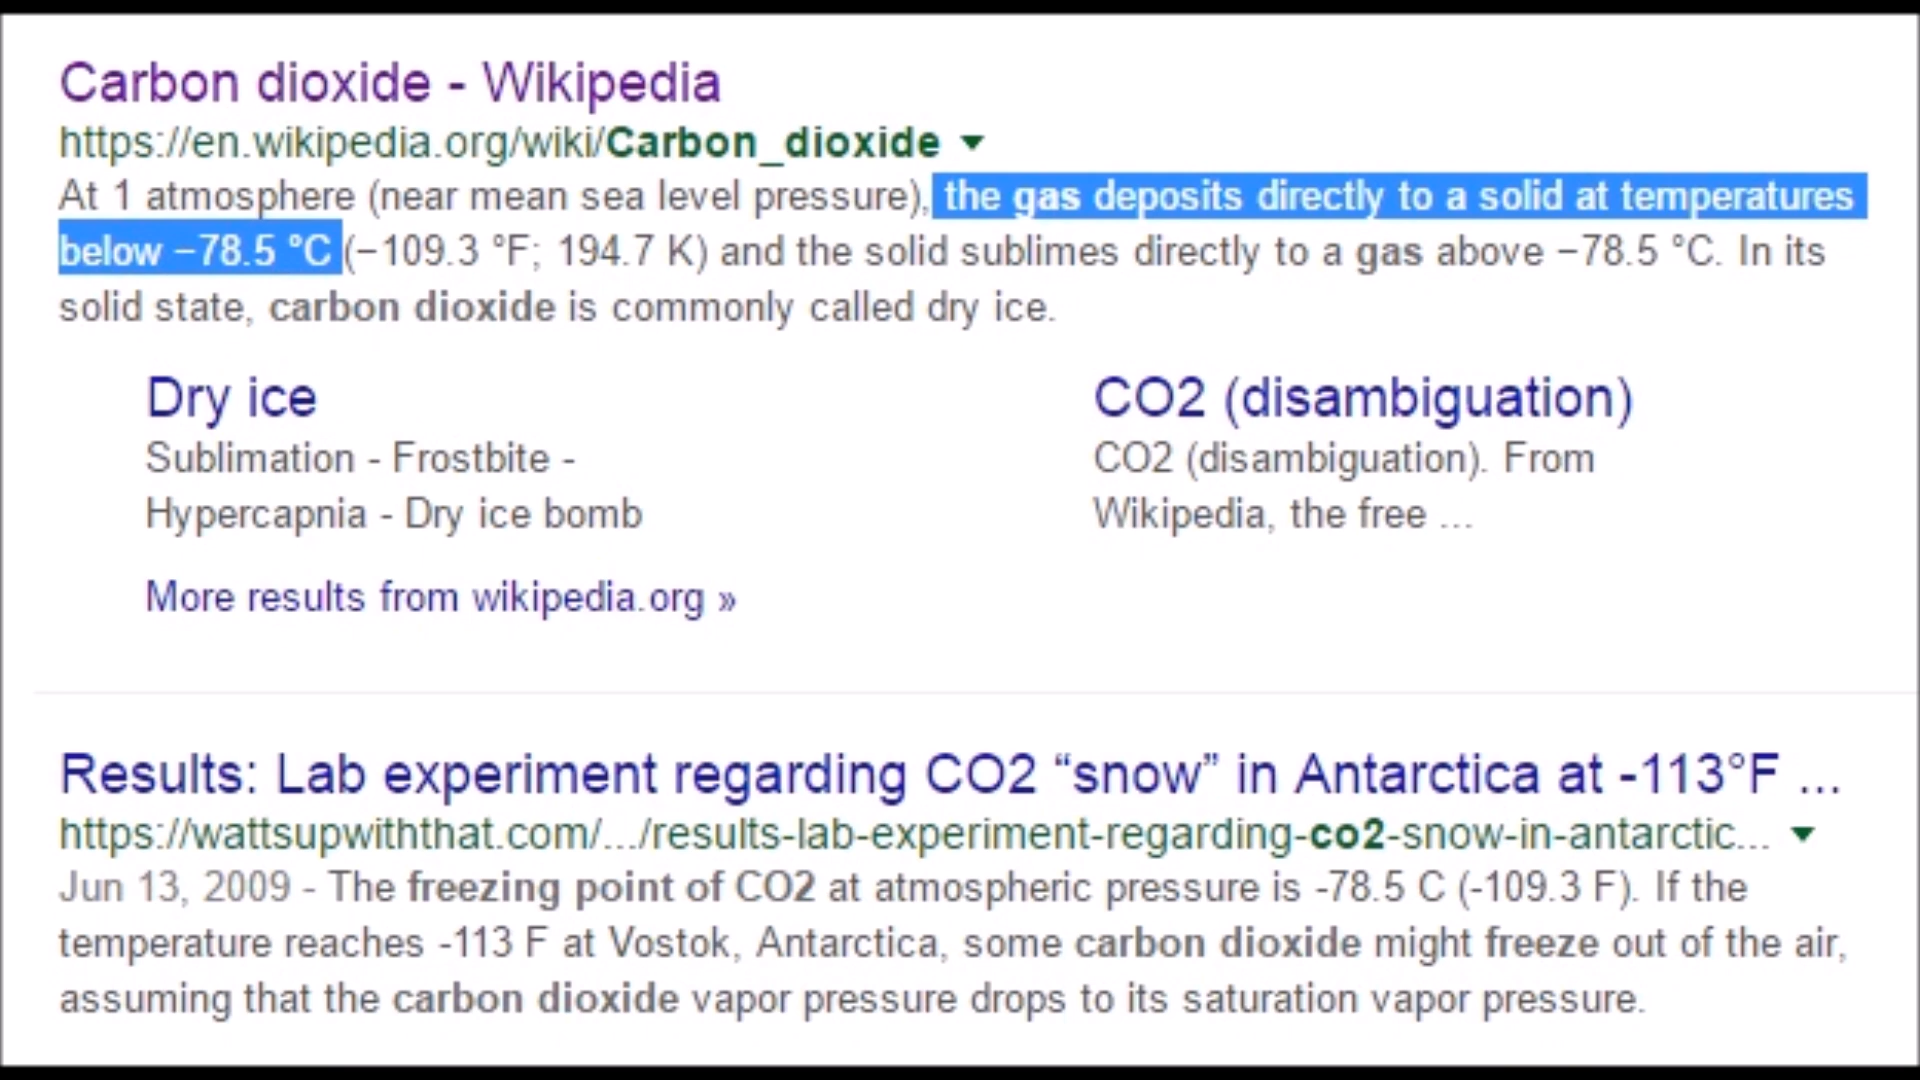 Carbon dioxide - Wikipedia
https://en.wikipedia.org/wiki/Carbon_dioxide ▼
At 1 atmosphere (near mean sea level pressure), the gas deposits directly to a solid at temperatures
below −78.5 °C (−109.3 °F; 194.7 K) and the solid sublimes directly to a gas above −78.5 °C. In its
solid state, carbon dioxide is commonly called dry ice.
Dry ice
Sublimation - Frostbite -
Hypercapnia - Dry ice bomb
CO2 (disambiguation)
CO2 (disambiguation). From
Wikipedia, the free ...
More results from wikipedia.org »
Results: Lab experiment regarding CO2 “snow” in Antarctica at -113°F ...
https://wattsupwiththat.com/.../results-lab-experiment-regarding-co2-snow-in-antarctic... ▼
Jun 13, 2009 - The freezing point of CO2 at atmospheric pressure is -78.5 C (-109.3 F). If the
temperature reaches -113 F at Vostok, Antarctica, some carbon dioxide might freeze out of the air,
assuming that the carbon dioxide vapor pressure drops to its saturation vapor pressure.